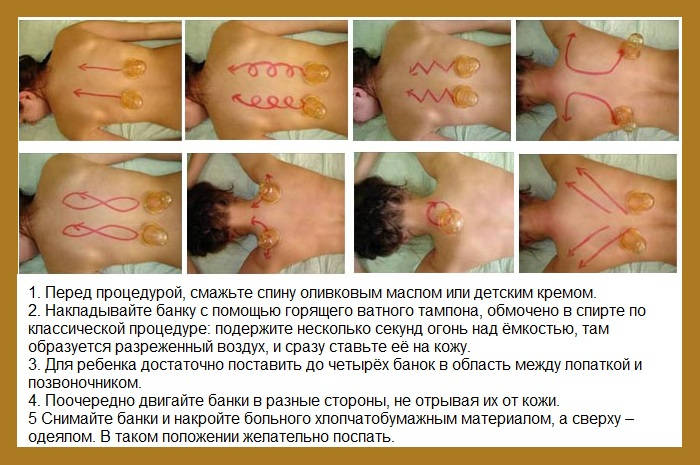 1. Перед процедурой, смажьте спину оливковым маслом или детским кремом.
2. Накладывайте банку с помощью горящего ватного тампона, обмочено в спирте по
классической процедуре: подержите несколько секунд огонь над ёмкостью, там
образуется разреженный воздух, и сразу ставьте её на кожу.
3. Для ребенка достаточно поставить до четырёх банок в область между лопаткой и
позвоночником.
4. Поочередно двигайте банки в разные стороны, не отрывая их от кожи.
5 Снимайте банки и накройте больного хлопчатобумажным материалом, а сверху –
одеялом. В таком положении желательно поспать.